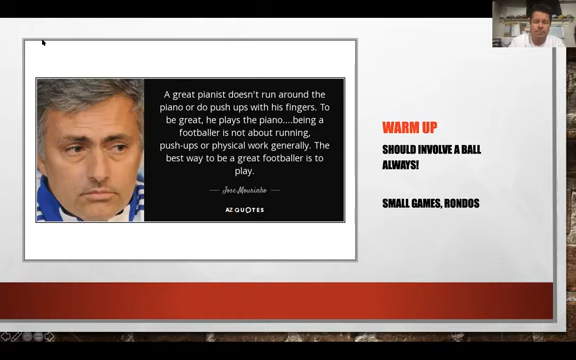 A great pianist doesn't run around the
piano or do push ups with his fingers. To
be great, he plays the piano....being a
footballer is not about running,
push-ups or physical work generally. The
best way to be a great footballer is to
play.
Jose Mourinho
AZ QUOTES
WARM UP
SHOULD INVOLVE A BALL
ALWAYS!
SMALL GAMES, RONDOS